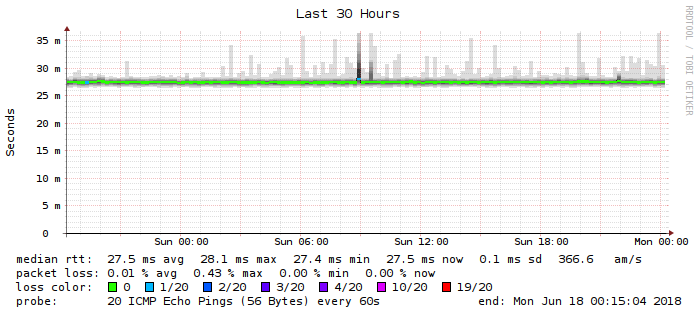 Last 30 Hours
RRDTOOL / TOBI OETIKER
Seconds
35 m
30 m
25 m
20 m
15 m
10 m
5 m
0
Sun 00:00 Sun 06:00 Sun 12:00 Sun 18:00 Mon 00:00
median rtt: 27.5 ms avg 28.1 ms max 27.4 ms min 27.5 ms now 0.1 ms sd 366.6 am/s
packet loss: 0.01 % avg 0.43 % max 0.00 % min 0.00 % now
loss color: 0 1/20 2/20 3/20 4/20 10/20 19/20
probe: 20 ICMP Echo Pings (56 Bytes) every 60s end: Mon Jun 18 00:15:04 2018